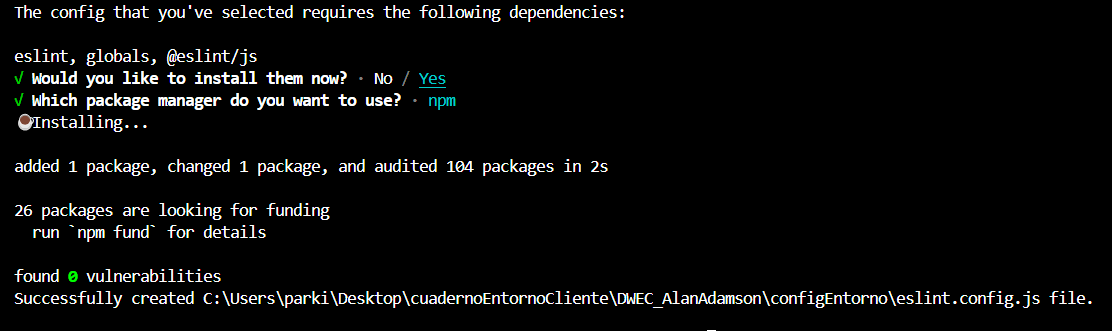 The config that you've selected requires the following dependencies:
eslint, globals, @eslint/js
√ Would you like to install them now? · No / Yes
√ Which package manager do you want to use? · npm
☕Installing...
added 1 package, changed 1 package, and audited 104 packages in 2s
26 packages are looking for funding
run `npm fund` for details
found 0 vulnerabilities
Successfully created C:\Users\parki\Desktop\cuadernoEntornoCliente\DWEC_AlanAdamson\configEntorno\eslint.config.js file.